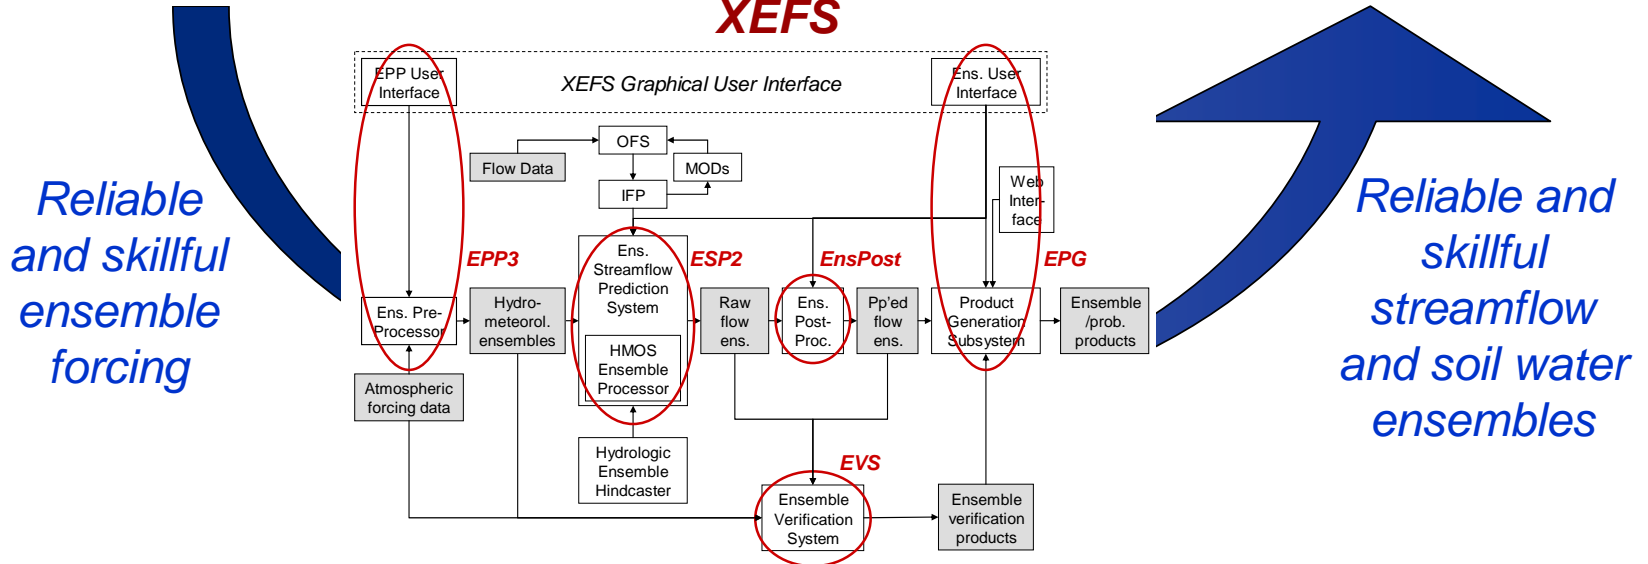 XEFS
EPP User
Interface
XEFS Graphical User Interface
Ens. User
Interface
OFS
Flow Data
MODs
IFP
Web
Inter-
face
Reliable
and skillful
ensemble
forcing
Reliable and
skillful
streamflow
and soil water
ensembles
EPP3
Ens.
Streamflow
Prediction
System
ESP2
EnsPost
EPG
Ens. Pre-
Processor
Hydro-
meteorol.
ensembles
Raw
flow
ens.
Ens.
Post-
Proc.
Pp'ed
flow
ens.
Product
Generation
Subsystem
Ensemble
/prob.
products
HMOS
Ensemble
Processor
Atmospheric
forcing data
Hydrologic
Ensemble
Hindcaster
EVS
Ensemble
Verification
System
Ensemble
verification
products